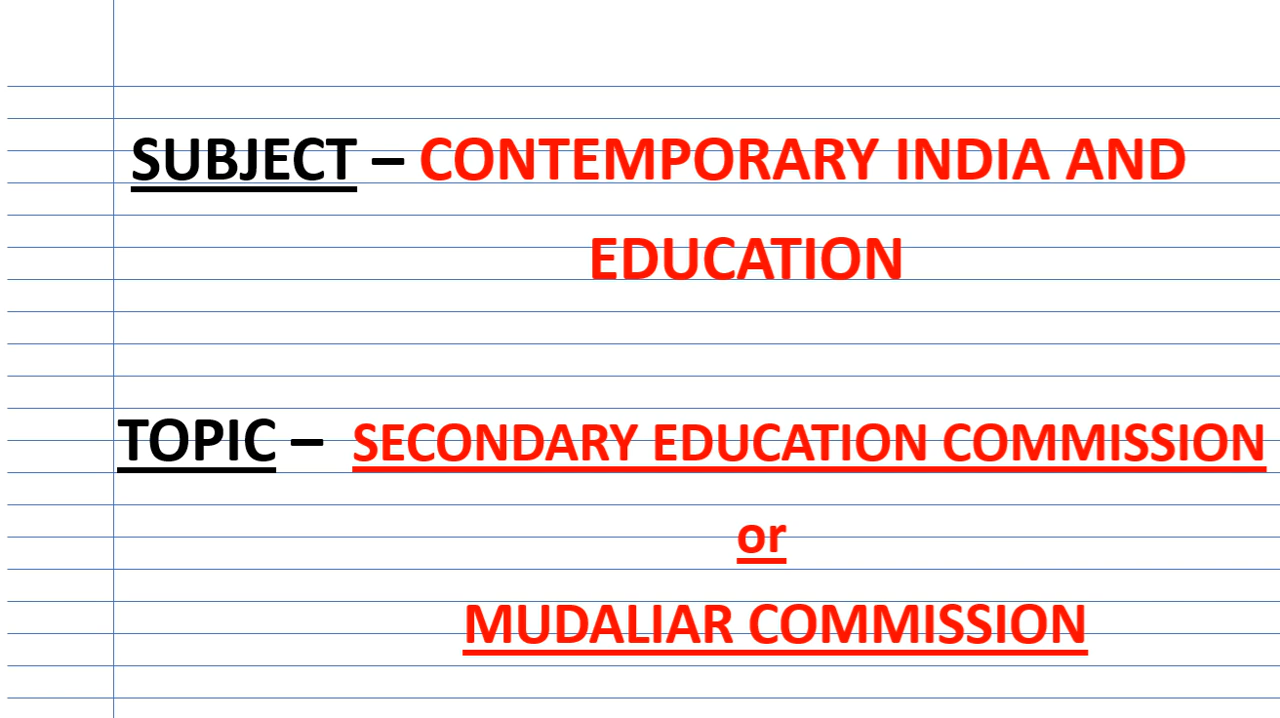 SUBJECT – CONTEMPORARY INDIA AND
EDUCATION
TOPIC – SECONDARY EDUCATION COMMISSION
or
MUDALIAR COMMISSION